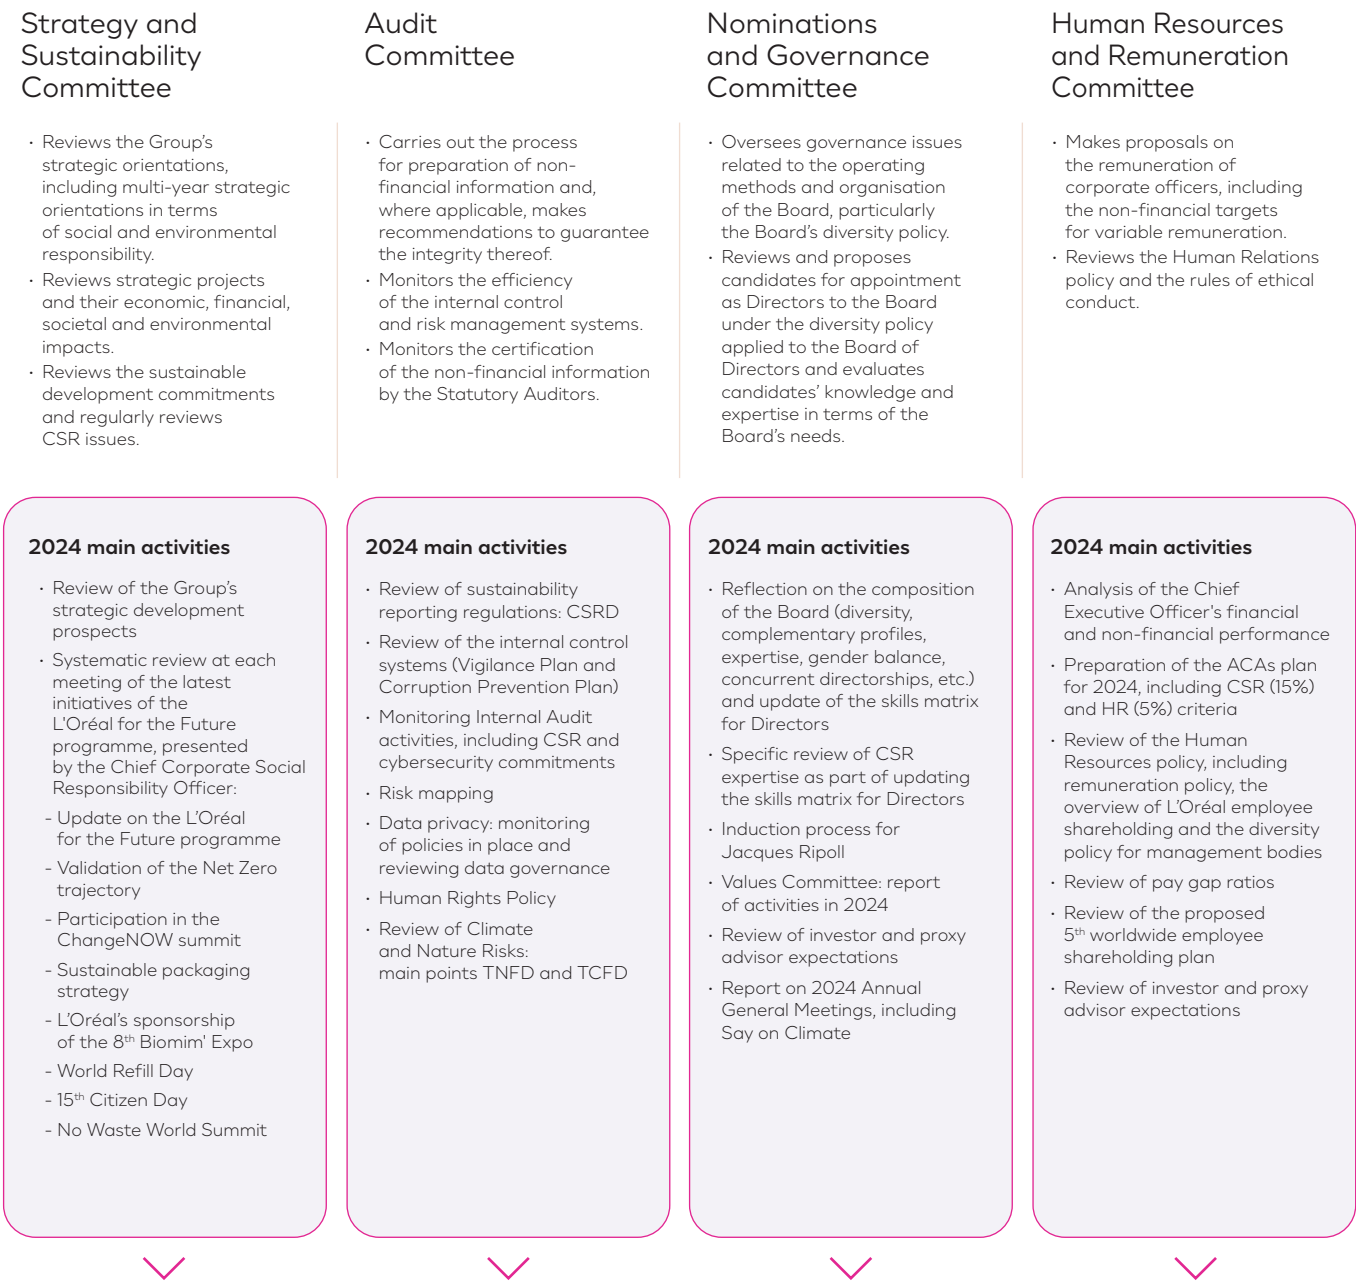 Strategy and
Sustainability
Committee
· Reviews the Group’s
strategic orientations,
including multi-year strategic
orientations in terms
of social and environmental
responsibility.
· Reviews strategic projects
and their economic, financial,
societal and environmental
impacts.
· Reviews the sustainable
development commitments
and regularly reviews
CSR issues.
2024 main activities
· Review of the Group’s
strategic development
prospects
· Systematic review at each
meeting of the latest
initiatives of the
L'Oréal for the Future
programme, presented
by the Chief Corporate Social
Responsibility Officer:
- Update on the L’Oréal
for the Future programme
- Validation of the Net Zero
trajectory
- Participation in the
ChangeNOW summit
- Sustainable packaging
strategy
- L’Oréal’s sponsorship
of the 8th Biomim' Expo
- World Refill Day
- 15th Citizen Day
- No Waste World Summit
Audit
Committee
· Carries out the process
for preparation of non-
financial information and,
where applicable, makes
recommendations to guarantee
the integrity thereof.
· Monitors the efficiency
of the internal control
and risk management systems.
· Monitors the certification
of the non-financial information
by the Statutory Auditors.
2024 main activities
· Review of sustainability
reporting regulations: CSRD
· Review of the internal control
systems (Vigilance Plan and
Corruption Prevention Plan)
· Monitoring Internal Audit
activities, including CSR and
cybersecurity commitments
· Risk mapping
· Data privacy: monitoring
of policies in place and
reviewing data governance
· Human Rights Policy
· Review of Climate
and Nature Risks:
main points TNFD and TCFD
Nominations
and Governance
Committee
· Oversees governance issues
related to the operating
methods and organisation
of the Board, particularly
the Board’s diversity policy.
· Reviews and proposes
candidates for appointment
as Directors to the Board
under the diversity policy
applied to the Board of
Directors and evaluates
candidates’ knowledge and
expertise in terms of the
Board’s needs.
2024 main activities
· Reflection on the composition
of the Board (diversity,
complementary profiles,
expertise, gender balance,
concurrent directorships, etc.)
and update of the skills matrix
for Directors
· Specific review of CSR
expertise as part of updating
the skills matrix for Directors
· Induction process for
Jacques Ripoll
· Values Committee: report
of activities in 2024
· Review of investor and proxy
advisor expectations
· Report on 2024 Annual
General Meetings, including
Say on Climate
Human Resources
and Remuneration
Committee
· Makes proposals on
the remuneration of
corporate officers, including
the non-financial targets
for variable remuneration.
· Reviews the Human Relations
policy and the rules of ethical
conduct.
2024 main activities
· Analysis of the Chief
Executive Officer's financial
and non-financial performance
· Preparation of the ACAs plan
for 2024, including CSR (15%)
and HR (5%) criteria
· Review of the Human
Resources policy, including
remuneration policy, the
overview of L’Oréal employee
shareholding and the diversity
policy for management bodies
· Review of pay gap ratios
· Review of the proposed
5th worldwide employee
shareholding plan
· Review of investor and proxy
advisor expectations